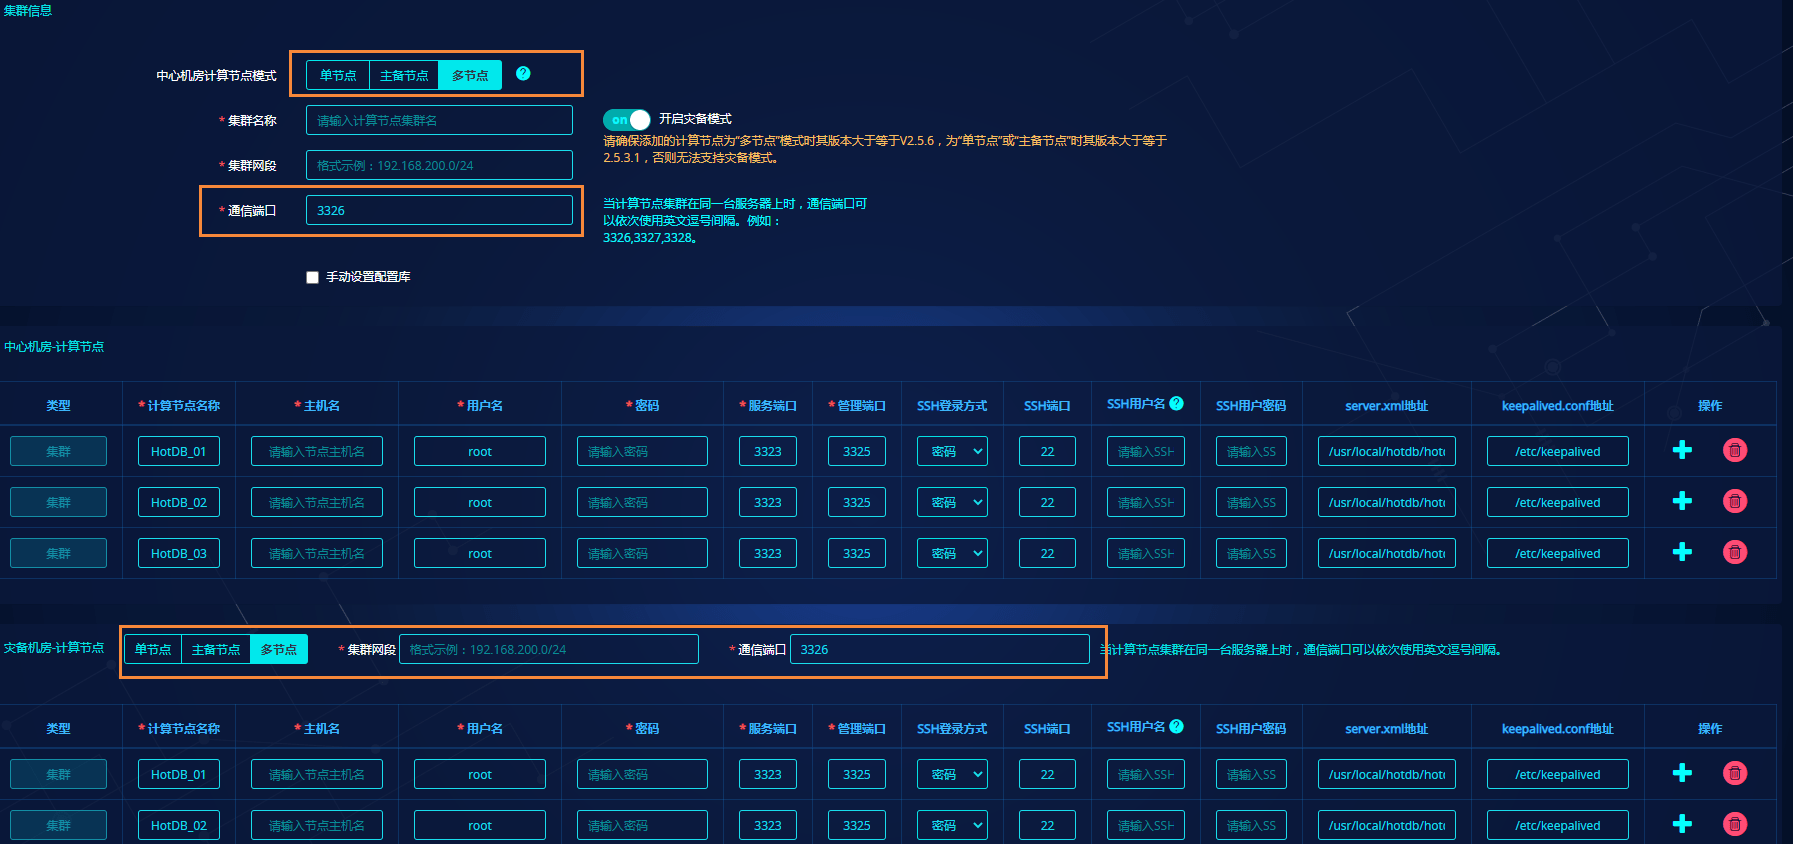 集群信息
中心机房计算节点模式 单节点 主备节点 多节点 ?
* 集群名称 请输入计算节点集群名 on 开启灾备模式
请确保添加的计算节点为“多节点”模式时其版本大于等于V2.5.6，为“单节点”或“主备节点”时其版本大于等于
2.5.3.1，否则无法支持灾备模式。
* 集群网段 格式示例：192.168.200.0/24
* 通信端口 3326 当计算节点集群在同一台服务器上时，通信端口可
以依次使用英文逗号间隔。例如：
3326,3327,3328。
手动设置配置库
中心机房-计算节点
类型 * 计算节点名称 * 主机名 * 用户名 * 密码 * 服务端口 * 管理端口 SSH登录方式 SSH端口 SSH用户名 ? SSH用户密码 server.xml地址 keepalived.conf地址 操作
集群 HotDB_01 请输入节点主机名 root 请输入密码 3323 3325 密码 22 请输入SSH 请输入SS /usr/local/hotdb/hot /etc/keepalived
集群 HotDB_02 请输入节点主机名 root 请输入密码 3323 3325 密码 22 请输入SSH 请输入SS /usr/local/hotdb/hot /etc/keepalived
集群 HotDB_03 请输入节点主机名 root 请输入密码 3323 3325 密码 22 请输入SSH 请输入SS /usr/local/hotdb/hot /etc/keepalived
灾备机房-计算节点 单节点 主备节点 多节点 * 集群网段 格式示例：192.168.200.0/24 * 通信端口 3326 当计算节点集群在同一台服务器上时，通信端口可以依次使用英文逗号间隔。
类型 * 计算节点名称 * 主机名 * 用户名 * 密码 * 服务端口 * 管理端口 SSH登录方式 SSH端口 SSH用户名 ? SSH用户密码 server.xml地址 keepalived.conf地址 操作
集群 HotDB_01 请输入节点主机名 root 请输入密码 3323 3325 密码 22 请输入SSH 请输入SS /usr/local/hotdb/hot /etc/keepalived
集群 HotDB_02 请输入节点主机名 root 请输入密码 3323 3325 密码 22 请输入SSH 请输入SS /usr/local/hotdb/hot /etc/keepalived